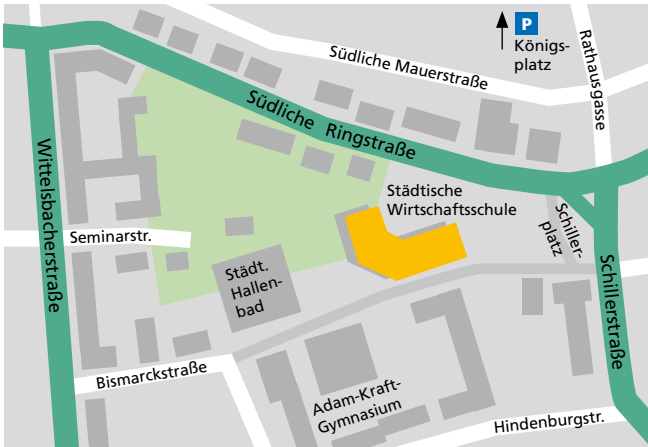 P
Königs-
platz
Südliche Mauerstraße
Rathausgasse
Südliche Ringstraße
Wittelsbacherstraße
Städtische
Wirtschaftsschule
Schiller-
platz
Seminarstr.
Städt.
Hallen-
bad
Schillerstraße
Bismarckstraße
Adam-Kraft-
Gymnasium
Hindenburgstr.